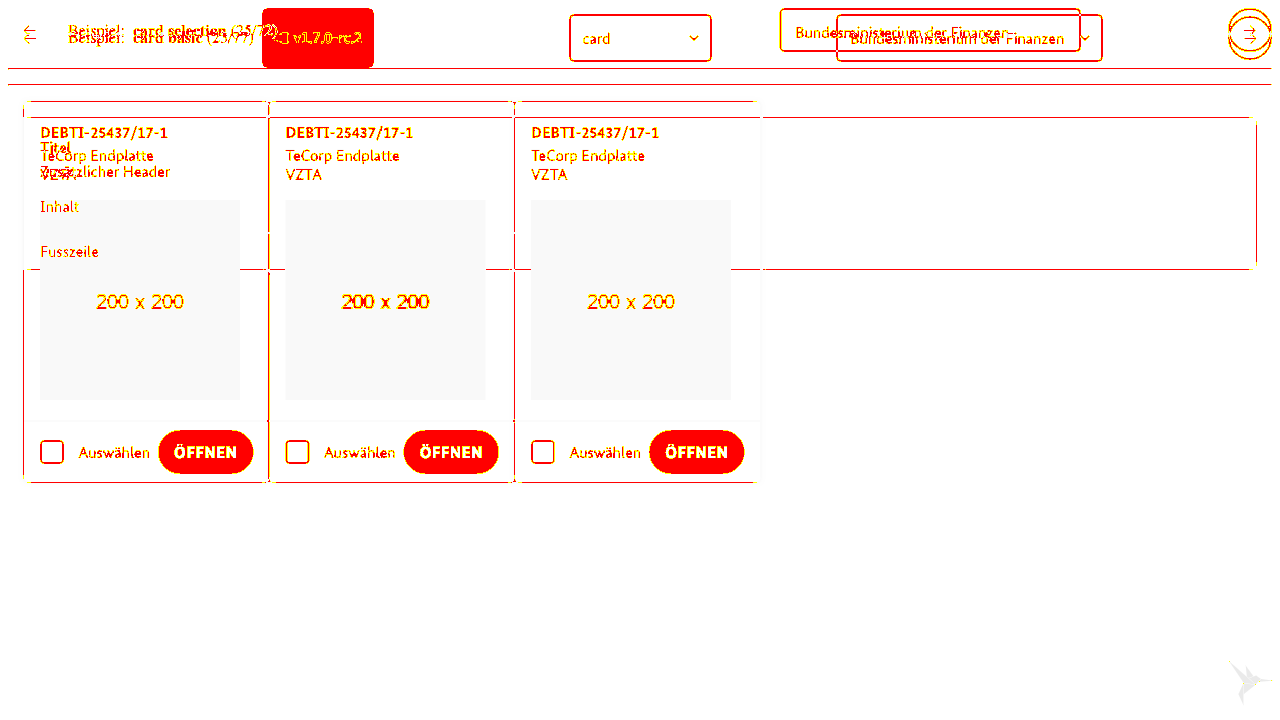 Beispiel: card selection (23/72)
Beispiel: card basic (23/77)
v1.7.0-rc.2
card
Bundesministerium der Finanzen
Bundesministerium der Finanzen
DEBTI-25437/17-1
TeCorp Endplatte
VZTA
Titel
Zusätzlicher Header
Inhalt
Fusszeile
200 x 200
Auswählen
ÖFFNEN
DEBTI-25437/17-1
TeCorp Endplatte
VZTA
200 x 200
Auswählen
ÖFFNEN
DEBTI-25437/17-1
TeCorp Endplatte
VZTA
200 x 200
Auswählen
ÖFFNEN